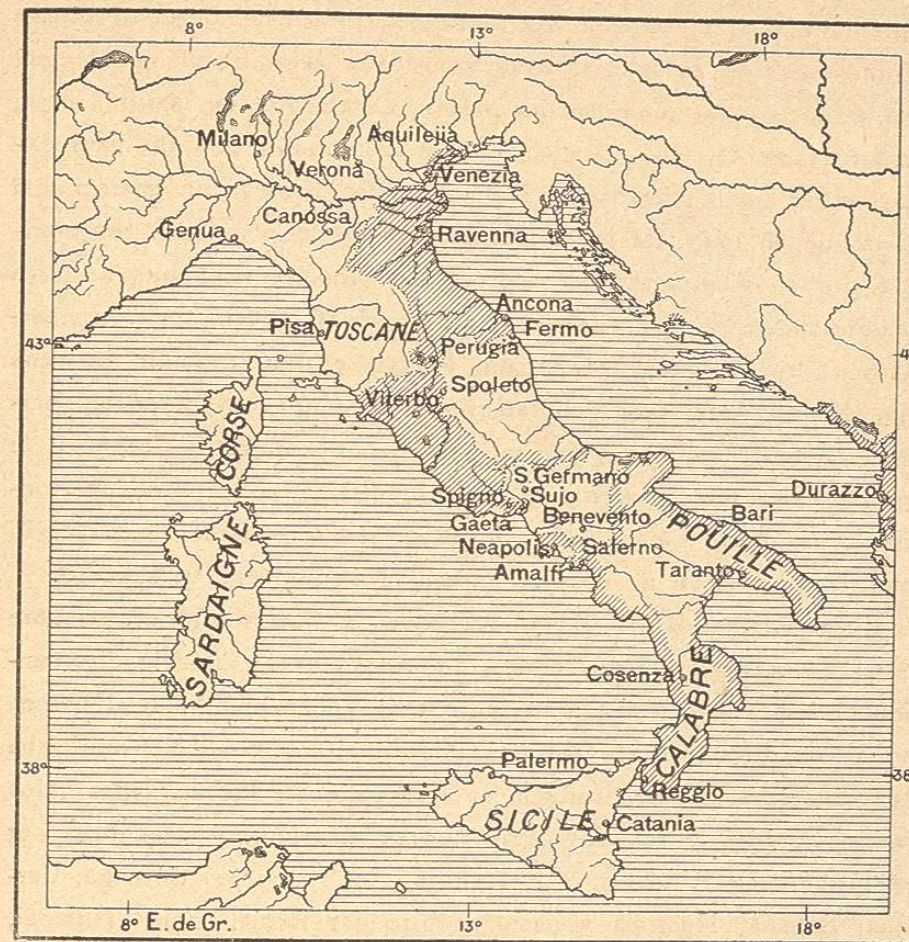 8° 13° 18°
Milano
Aquilejia
Verona
Venezia
Canossa
Genua
Ravenna
Ancona
Pisa
TOSCANE
Fermo
43°
Perugia
Spoleto
Viterbo
CORSE
S. Germano
Durazzo
Spigno
Sujo
Gaeta
Benevento
Bari
POUILLE
Neapolis
Salerno
Amalfi
Taranto
SARDAIGNE
Cosenza
CALABRE
Palermo
38°
38
Reggio
SICILE
Catania
8° E. de Gr. 13° 18°